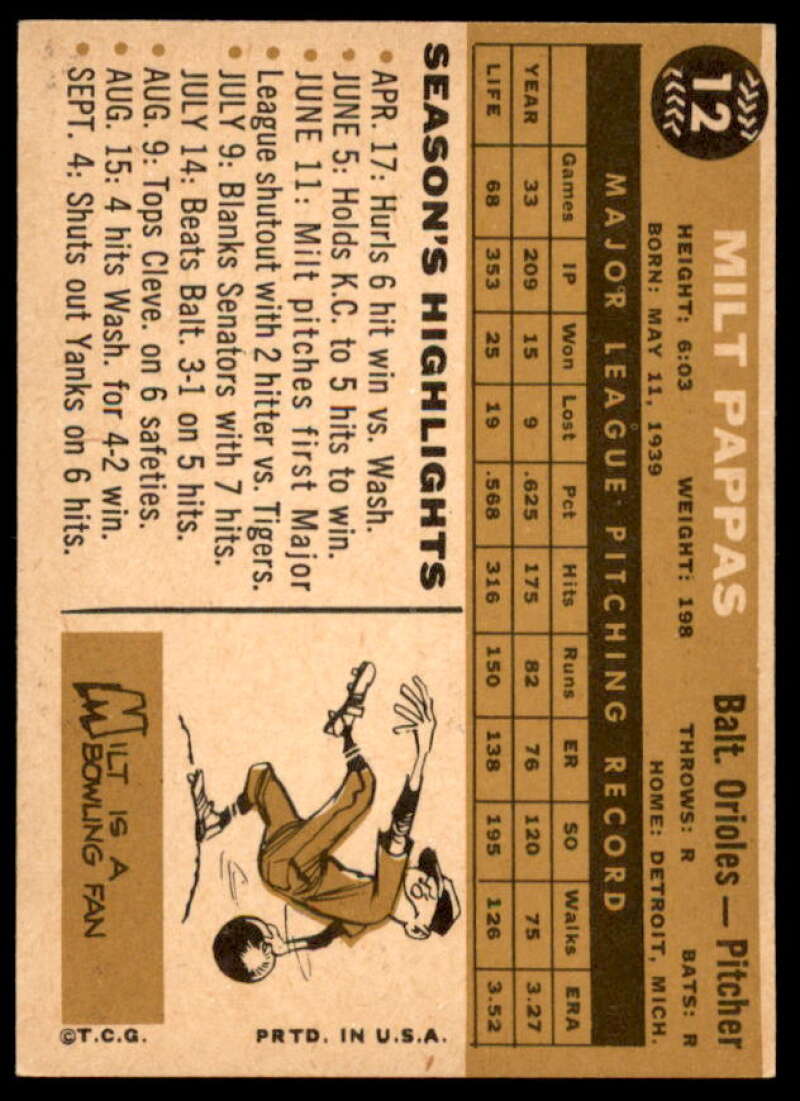 12
MILT PAPPAS
Balt. Orioles — Pitcher
HEIGHT: 6:03 WEIGHT: 198 THROWS: R BATS: R
BORN: MAY 11, 1939 HOME: DETROIT, MICH.
MAJOR LEAGUE PITCHING RECORD
Games IP Won Lost Pct Hits Runs ER SO Walks ERA
YEAR 33 209 15 9 .625 175 82 76 120 75 3.27
LIFE 68 353 25 19 .568 316 150 138 195 126 3.52
SEASON'S HIGHLIGHTS
• APR. 17: Hurls 6 hit win vs. Wash.
• JUNE 5: Holds K.C. to 5 hits to win.
• JUNE 11: Milt pitches first Major
League shutout with 2 hitter vs. Tigers.
• JULY 9: Blanks Senators with 7 hits.
• JULY 14: Beats Balt. 3-1 on 5 hits.
• AUG. 9: Tops Cleve. on 6 safeties.
• AUG. 15: 4 hits Wash. for 4-2 win.
• SEPT. 4: Shuts out Yanks on 6 hits.
MILT IS A
BOWLING FAN
PRTD. IN U.S.A.
©T.C.G.